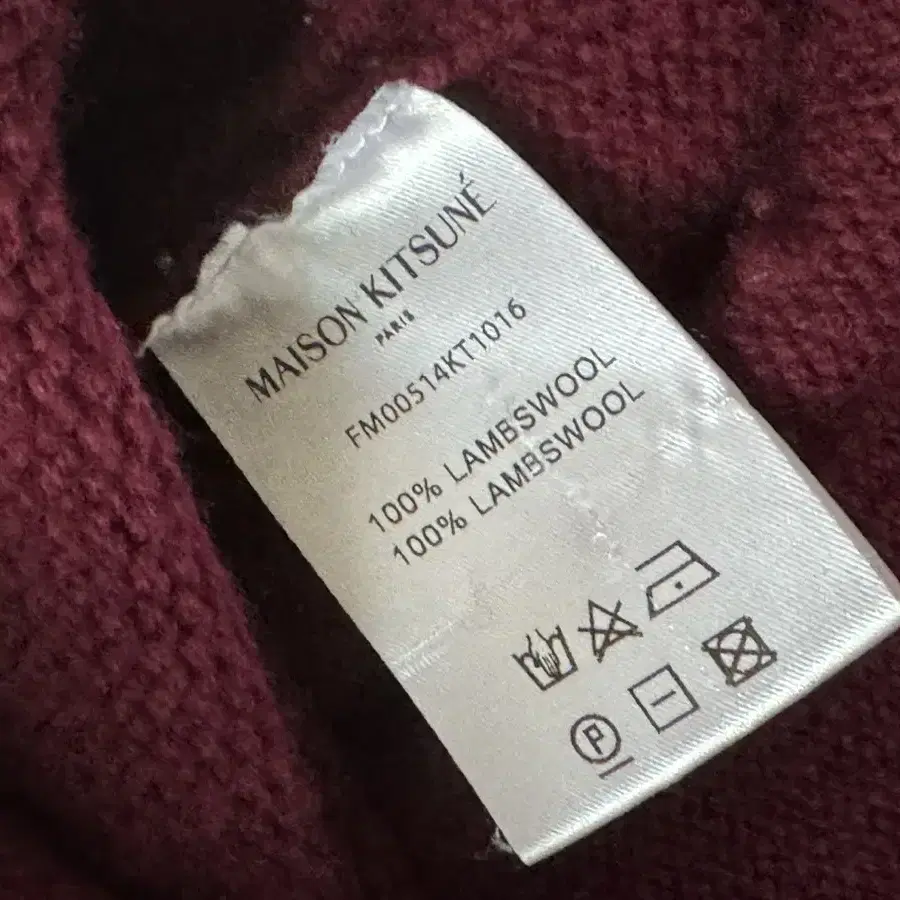 MAISON KITSUNÉ
PARIS
FM00514KT1016
100% LAMBSWOOL
100% LAMBSWOOL
P